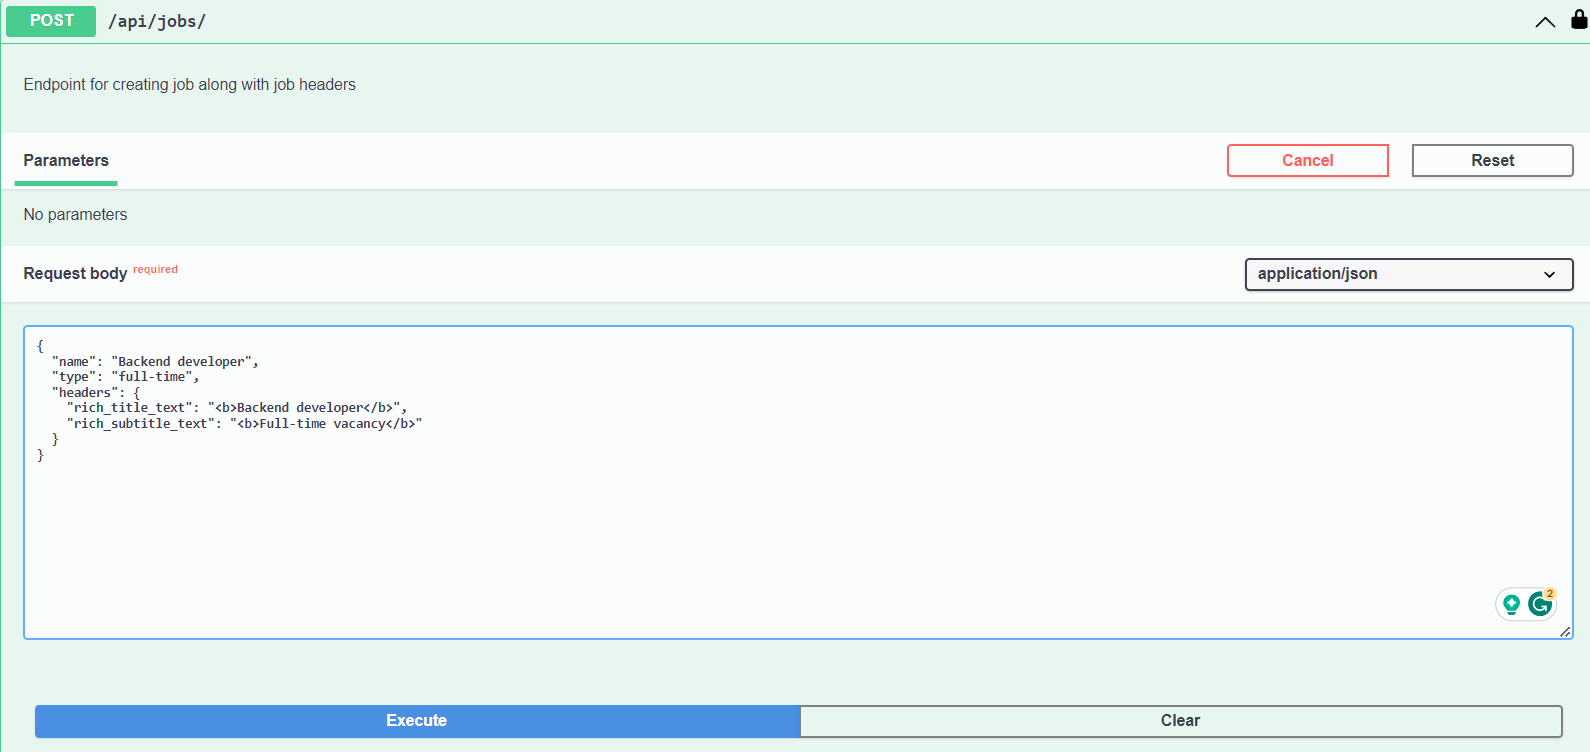 POST /api/jobs/
Endpoint for creating job along with job headers
Parameters
Cancel
Reset
No parameters
Request body required
application/json
{
  "name": "Backend developer",
  "type": "full-time",
  "headers": {
    "rich_title_text": "<b>Backend developer</b>",
    "rich_subtitle_text": "<b>Full-time vacancy</b>"
  }
}
2
Execute
Clear